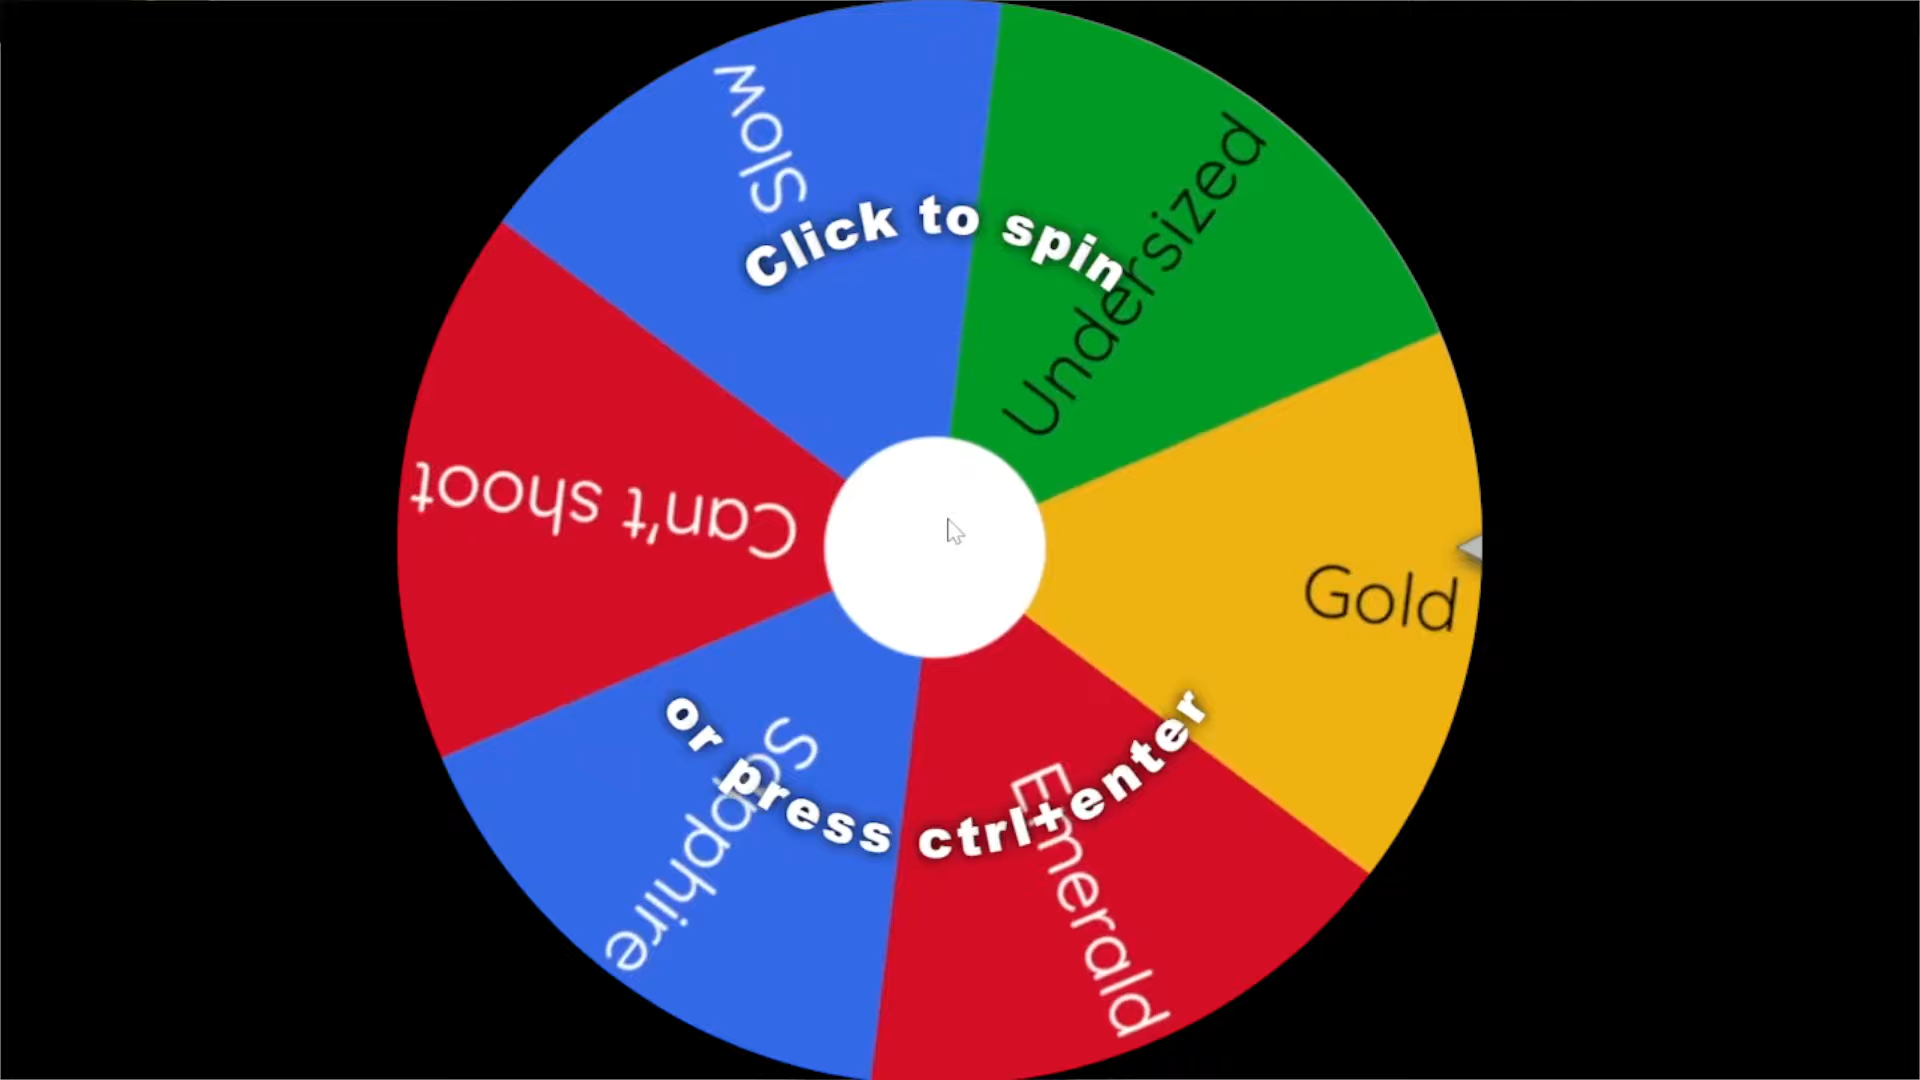 Slow
Undersized
Click to spin
Can't shoot
Gold
or press ctrl+enter
Sapphire
Emerald